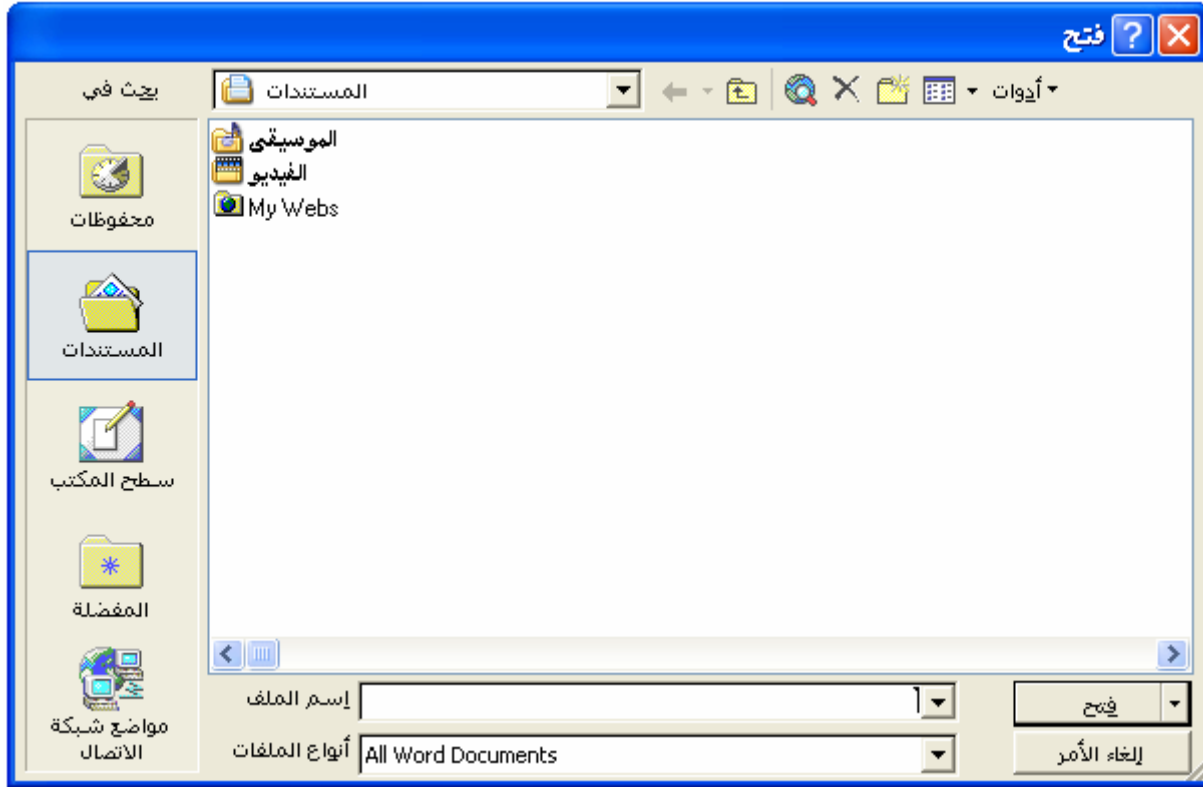 فتح
بحث في
المستندات
أدوات
محفوظات
المستندات
سطح المكتب
المفضلة
مواضع شبكة
الاتصال
الموسيقى
الفيديو
My Webs
إسم الملف
فتح
أنواع الملفات
All Word Documents
إلغاء الأمر